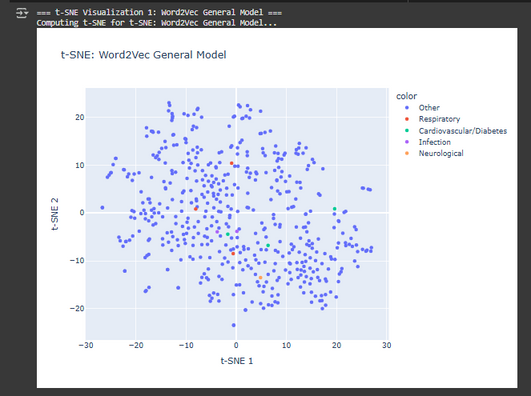 === t-SNE Visualization 1: Word2Vec General Model ===
Computing t-SNE for t-SNE: Word2Vec General Model...
t-SNE: Word2Vec General Model
color
Other
Respiratory
Cardiovascular/Diabetes
Infection
Neurological
20
10
0
−10
−20
t-SNE 2
−30
−20
−10
0
10
20
30
t-SNE 1